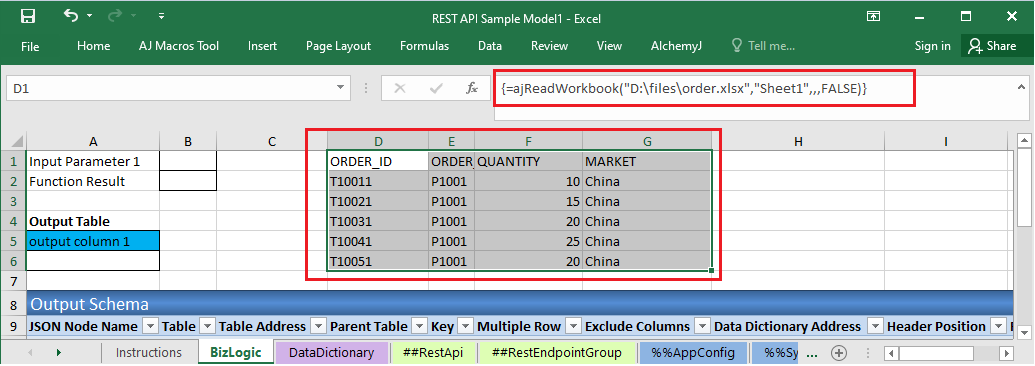 REST API Sample Model1 - Excel
File Home AJ Macros Tool Insert Page Layout Formulas Data Review View AlchemyJ Tell me... Sign in Share
D1 fx {=ajReadWorkbook("D:\files\order.xlsx","Sheet1",,,FALSE)}
A B C D E F G H I
1 Input Parameter 1 ORDER_ID ORDER_ QUANTITY MARKET
2 Function Result T10011 P1001 10 China
3 T10021 P1001 15 China
4 Output Table T10031 P1001 20 China
5 output column 1 T10041 P1001 25 China
6 T10051 P1001 20 China
7
8 Output Schema
9 JSON Node Name Table Table Address Parent Table Key Multiple Row Exclude Columns Data Dictionary Address Header Position
Instructions BizLogic DataDictionary ##RestApi ##RestEndpointGroup %%AppConfig %%Sy ...